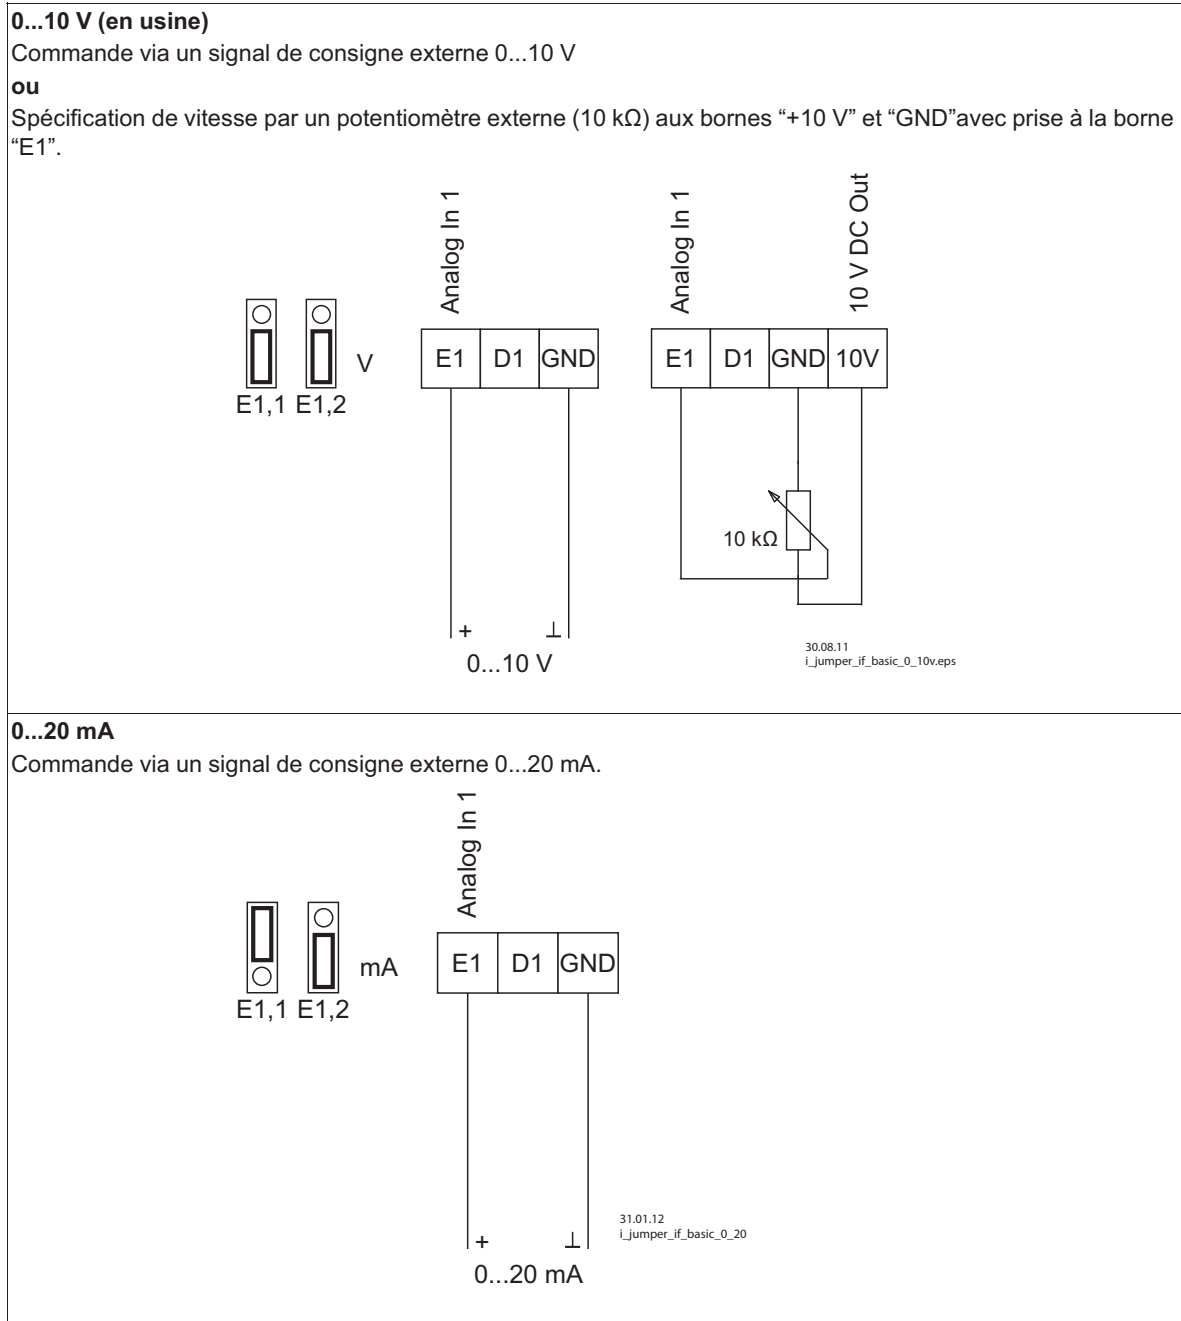 0...10 V (en usine)
Commande via un signal de consigne externe 0...10 V
ou
Spécification de vitesse par un potentiomètre externe (10 kΩ) aux bornes “+10 V” et “GND”avec prise à la borne
“E1”.
Analog In 1
Analog In 1
10 V DC Out
V
E1 D1 GND
E1 D1 GND 10V
E1,1 E1,2
10 kΩ
+ ⊥
0...10 V
30.08.11
i_jumper_if_basic_0_10v.eps
0...20 mA
Commande via un signal de consigne externe 0...20 mA.
Analog In 1
mA
E1 D1 GND
E1,1 E1,2
+ ⊥
0...20 mA
31.01.12
i_jumper_if_basic_0_20